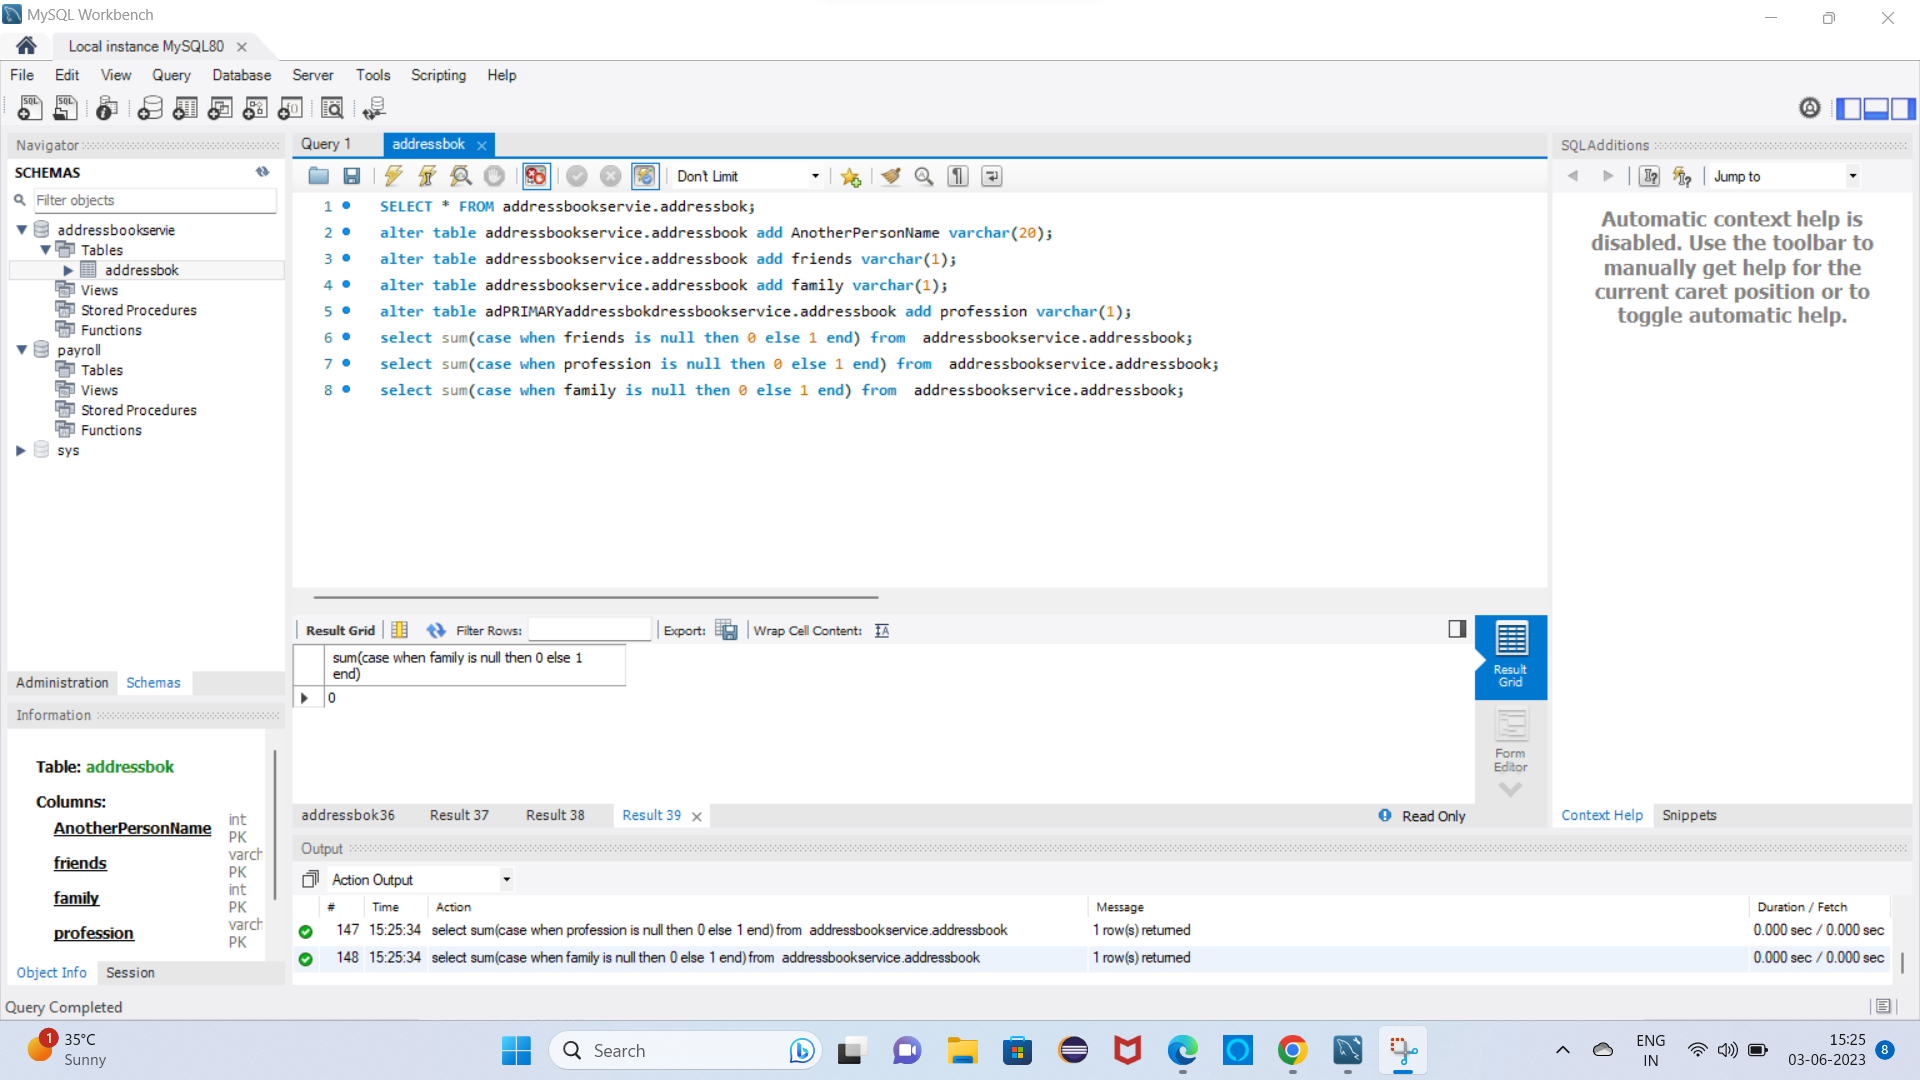 MySQL Workbench
Local instance MySQL80
File Edit View Query Database Server Tools Scripting Help
Navigator
SCHEMAS
Filter objects
addressbookservie
Tables
addressbok
Views
Stored Procedures
Functions
payroll
Tables
Views
Stored Procedures
Functions
sys
Administration Schemas
Information
Table: addressbok
Columns:
AnotherPersonName int PK
friends varch PK
family int PK
profession varch PK
Object Info Session
Query Completed
Query 1 addressbok
Don't Limit
1 SELECT * FROM addressbookservie.addressbok;
2 alter table addressbookservice.addressbook add AnotherPersonName varchar(20);
3 alter table addressbookservice.addressbook add friends varchar(1);
4 alter table addressbookservice.addressbook add family varchar(1);
5 alter table adPRIMARYaddressbokdressbookservice.addressbook add profession varchar(1);
6 select sum(case when friends is null then 0 else 1 end) from  addressbookservice.addressbook;
7 select sum(case when profession is null then 0 else 1 end) from  addressbookservice.addressbook;
8 select sum(case when family is null then 0 else 1 end) from  addressbookservice.addressbook;
Result Grid Filter Rows: Export: Wrap Cell Content:
sum(case when family is null then 0 else 1
end)
0
Result
Grid
Form
Editor
addressbok36 Result 37 Result 38 Result 39 Read Only
Output
Action Output
# Time Action Message Duration / Fetch
147 15:25:34 select sum(case when profession is null then 0 else 1 end) from  addressbookservice.addressbook 1 row(s) returned 0.000 sec / 0.000 sec
148 15:25:34 select sum(case when family is null then 0 else 1 end) from  addressbookservice.addressbook 1 row(s) returned 0.000 sec / 0.000 sec
SQLAdditions
Jump to
Automatic context help is
disabled. Use the toolbar to
manually get help for the
current caret position or to
toggle automatic help.
Context Help Snippets
1
35°C
Sunny
Search
ENG
IN
15:25
03-06-2023
8